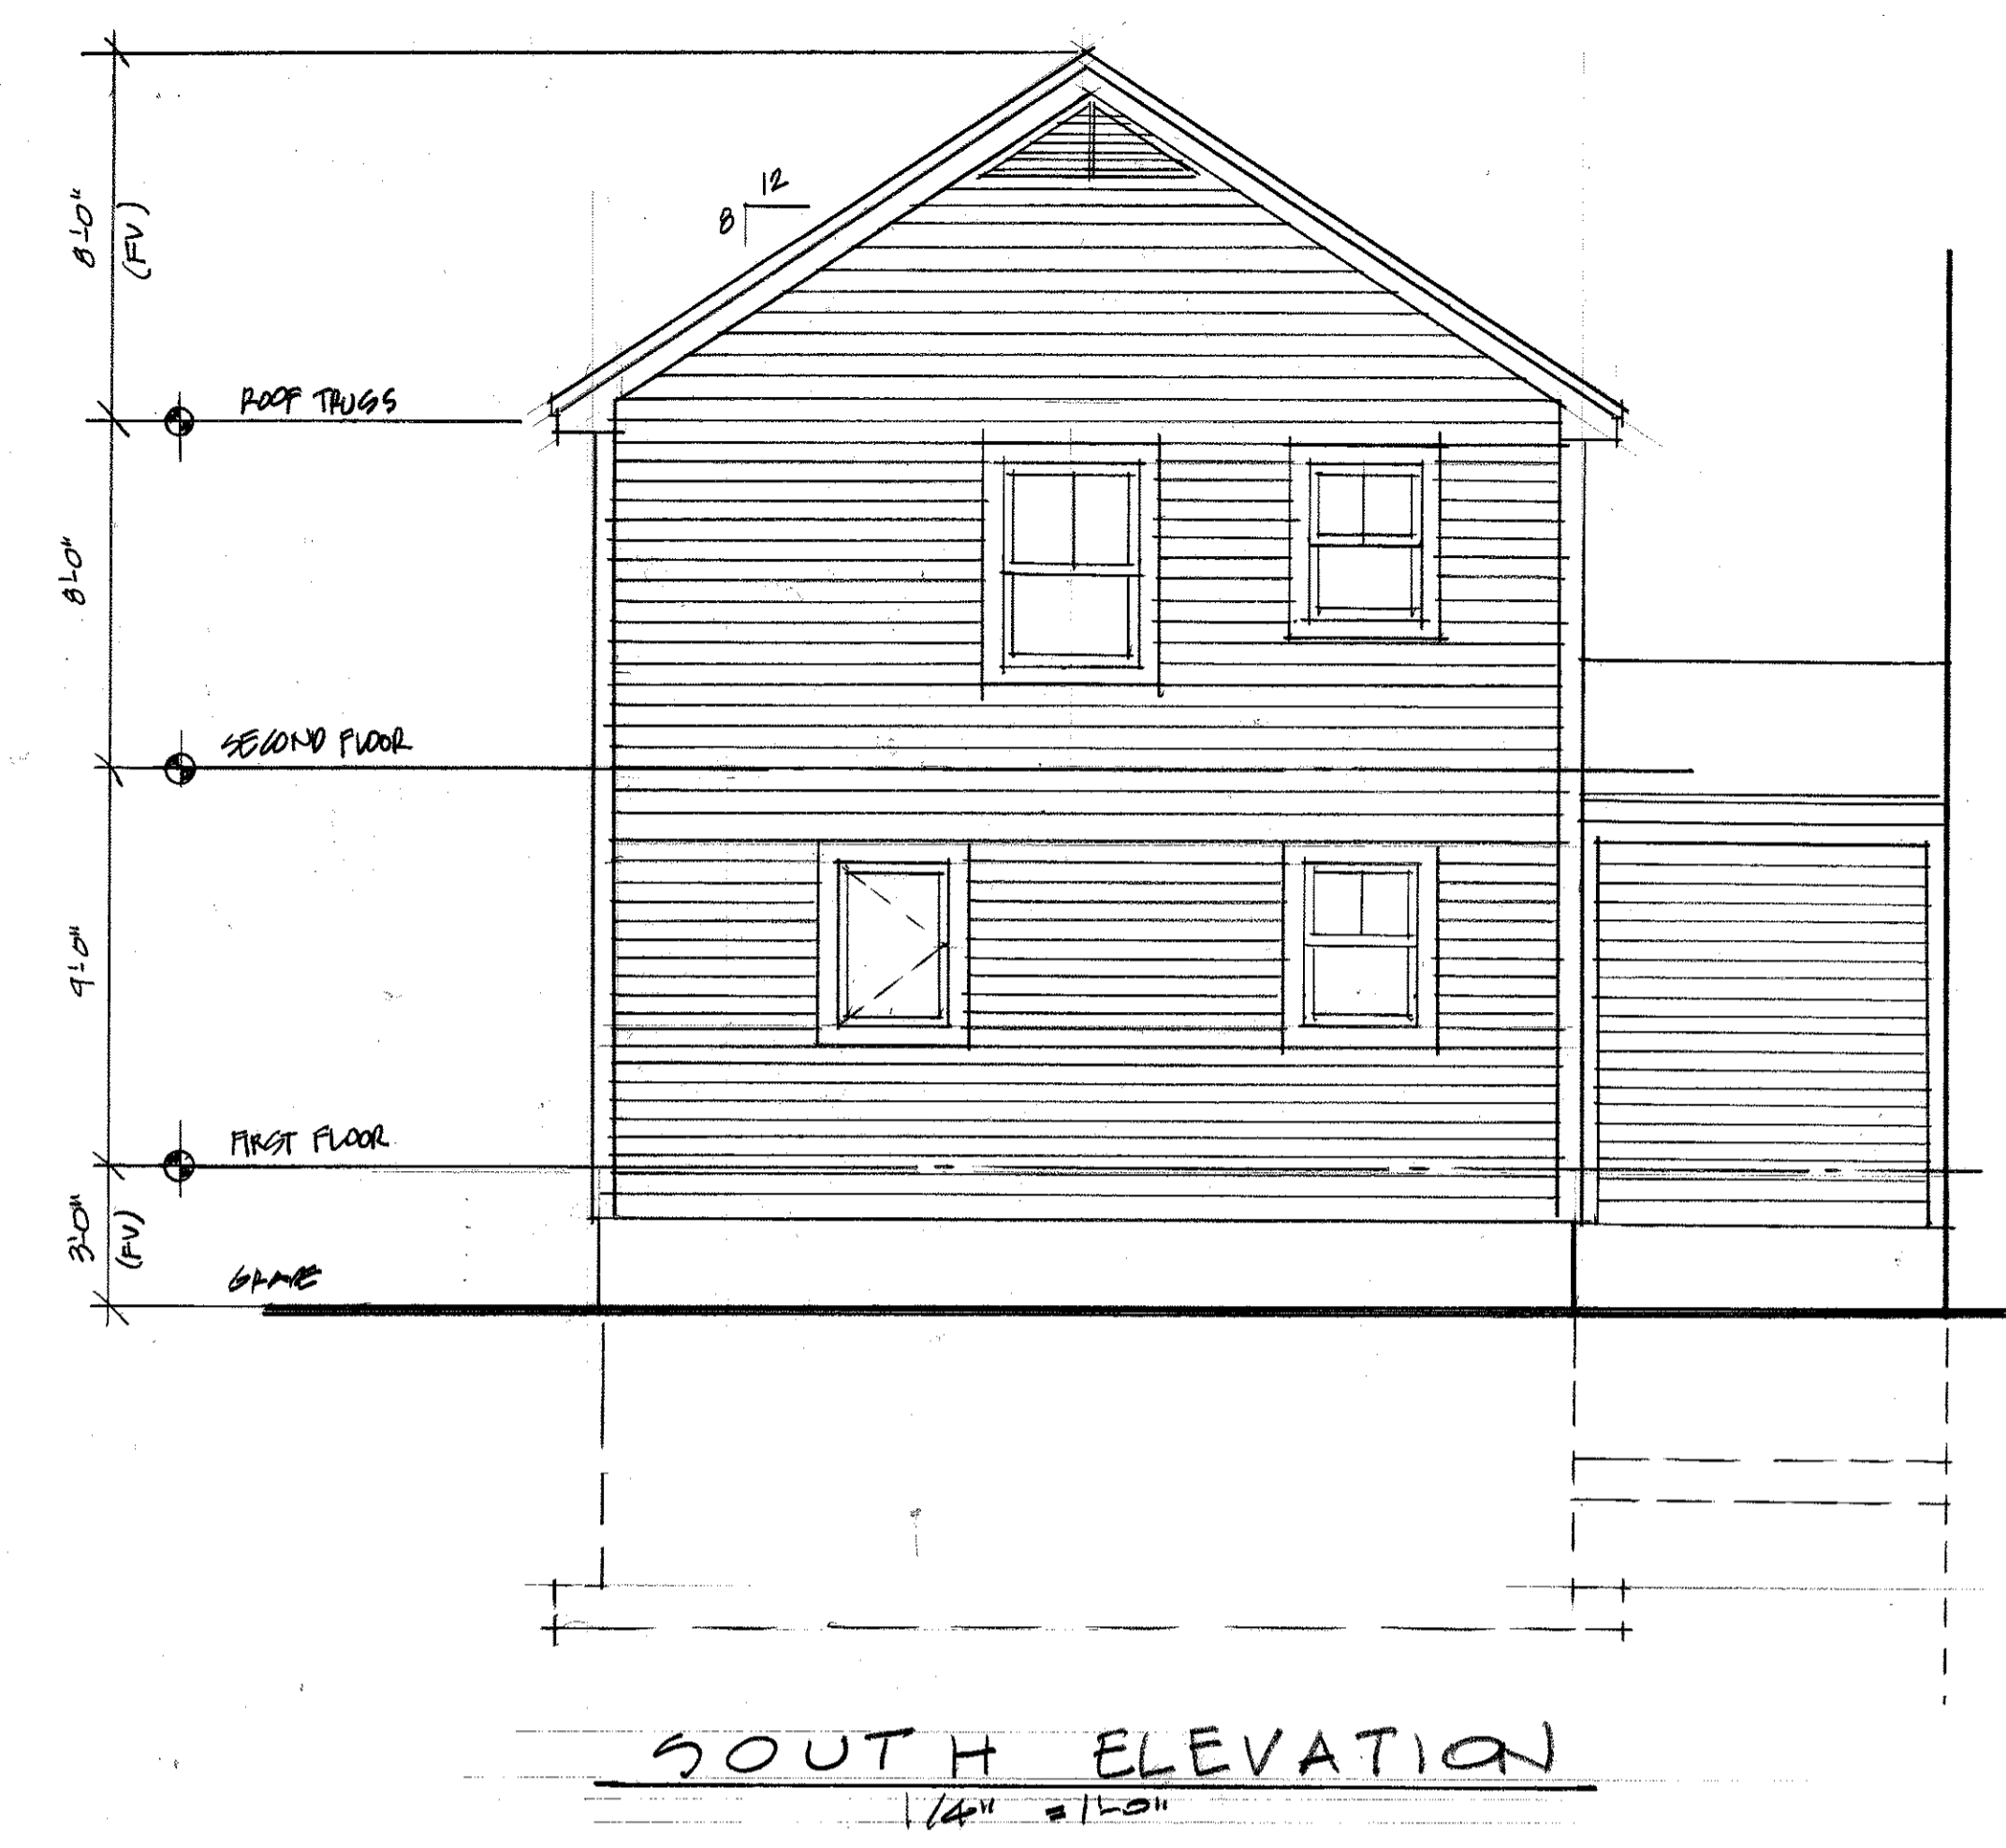 12
8
8'-0"
(FV)
ROOF TRUSS
8'-0"
SECOND FLOOR
9'-0"
FIRST FLOOR
3'-0"
(FV)
GRADE
SOUTH ELEVATION
1/4" = 1'-0"